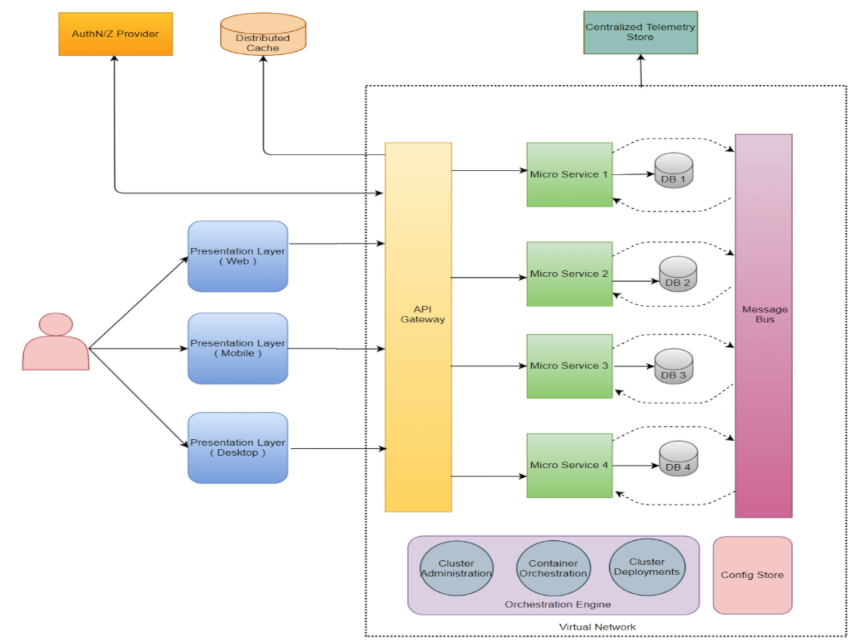 AuthN/Z Provider
Distributed
Cache
Centralized Telemetry
Store
Presentation Layer
( Web )
Presentation Layer
( Mobile )
Presentation Layer
( Desktop )
API
Gateway
Micro Service 1
DB 1
Micro Service 2
DB 2
Micro Service 3
DB 3
Micro Service 4
DB 4
Message
Bus
Cluster
Administration
Container
Orchestration
Cluster
Deployments
Orchestration Engine
Config Store
Virtual Network